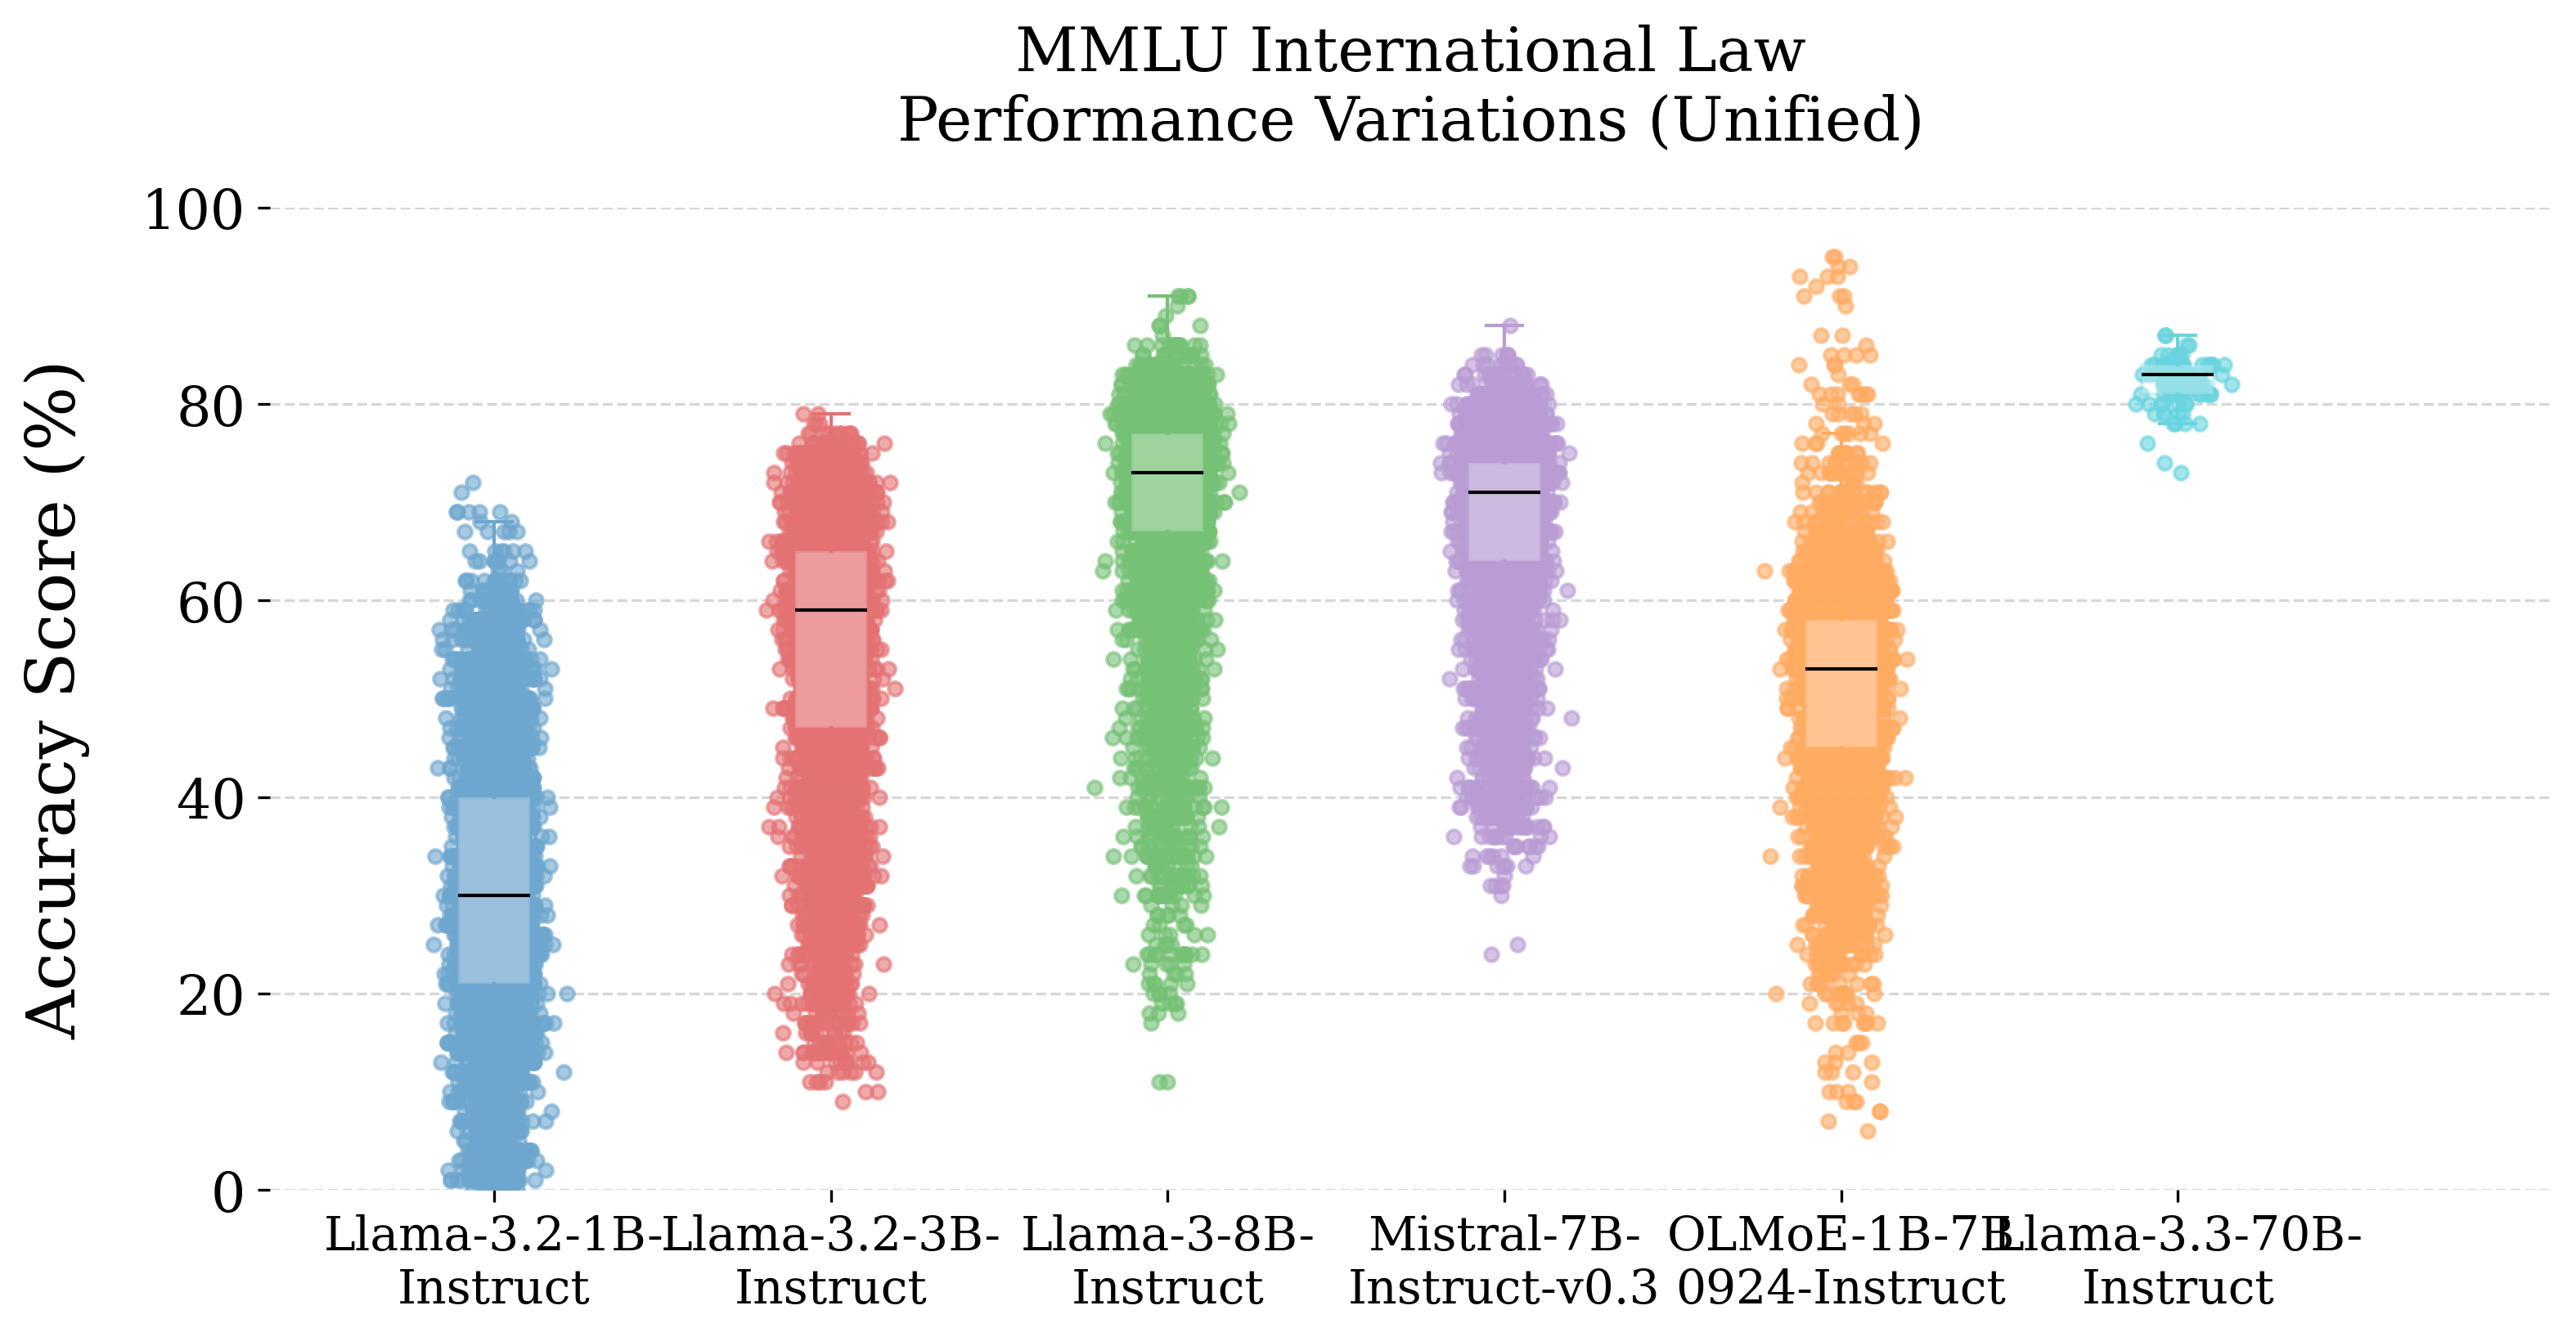 MMLU International Law
Performance Variations (Unified)
Accuracy Score (%)
100
80
60
40
20
0
Llama-3.2-1B-
Instruct
Llama-3.2-3B-
Instruct
Llama-3-8B-
Instruct
Mistral-7B-
Instruct-v0.3
OLMoE-1B-7B
0924-Instruct
Llama-3.3-70B-
Instruct